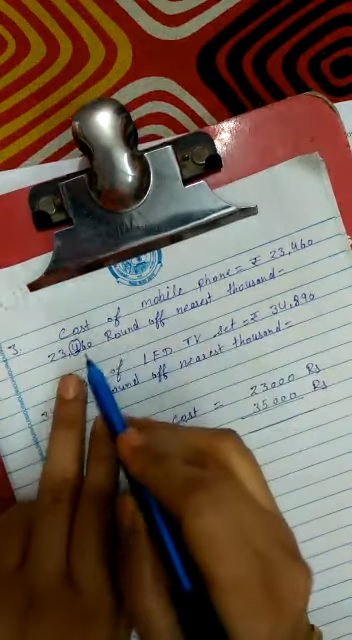 3. Cost of mobile phone = ₹ 23,460
23,460 Round off nearest thousand =
of LED TV set = ₹ 34,890
ound off nearest thousand =
cost = 23000 Rs
35000 Rs